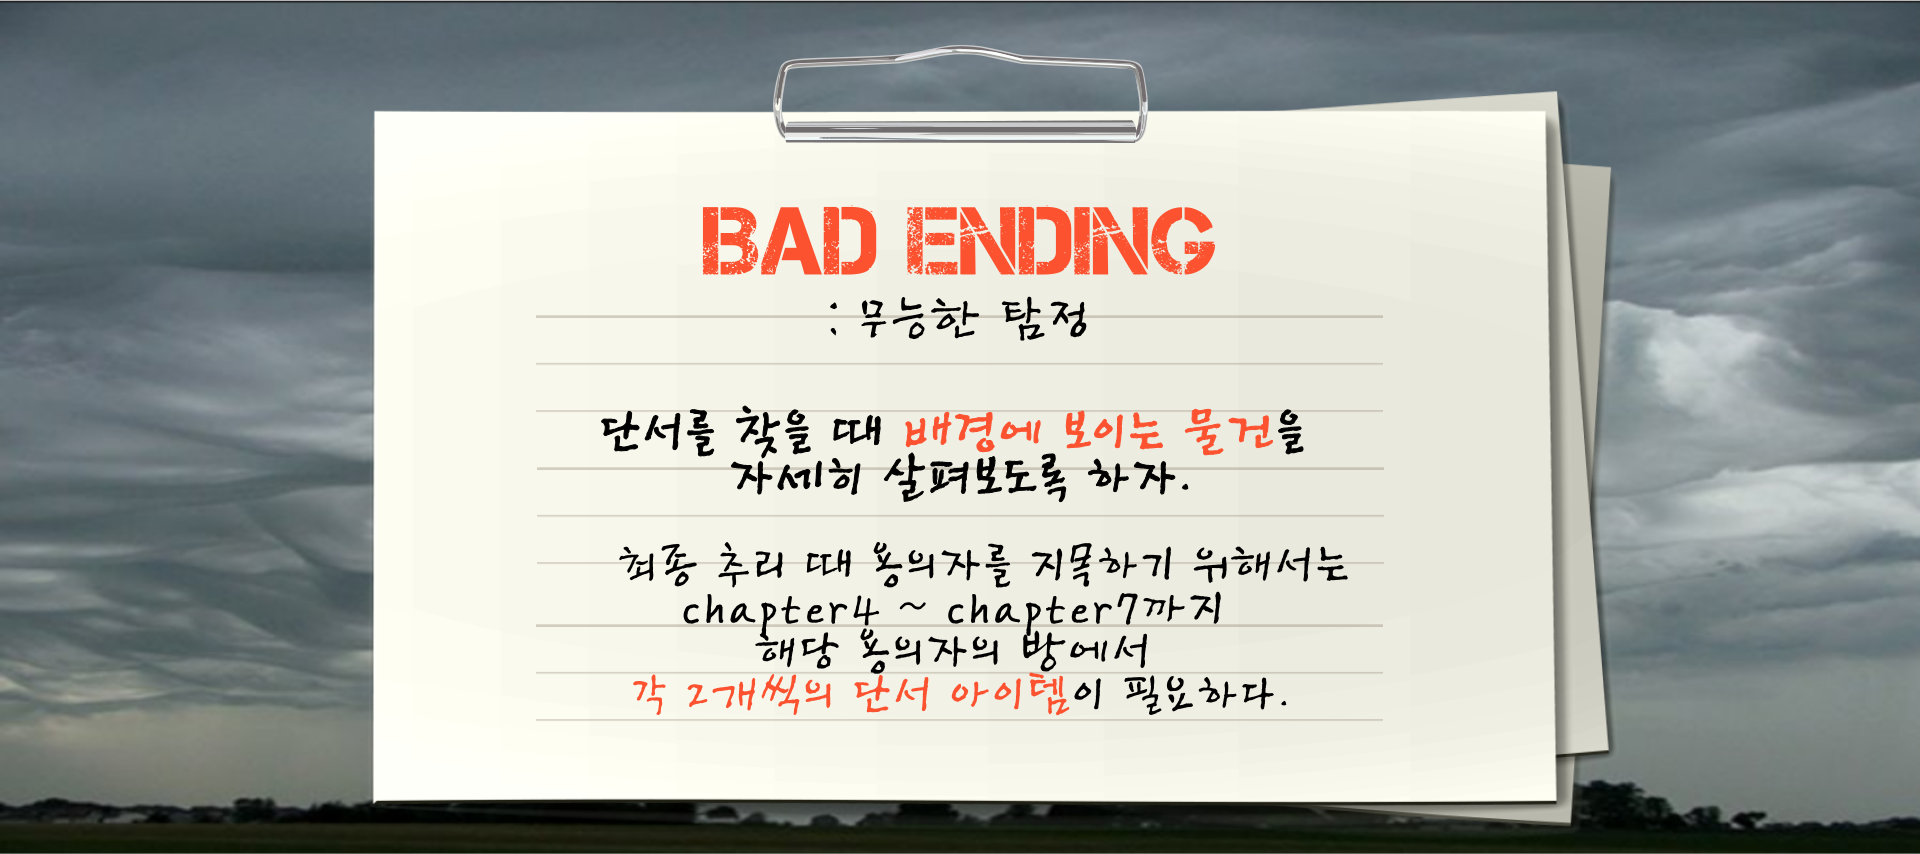 BAD ENDING
: 무능한 탐정
단서를 찾을 때 배경에 보이는 물건을
자세히 살펴보도록 하자.
최종 추리 때 용의자를 지목하기 위해서는
chapter4 ~ chapter7까지
해당 용의자의 방에서
각 2개씩의 단서 아이템이 필요하다.